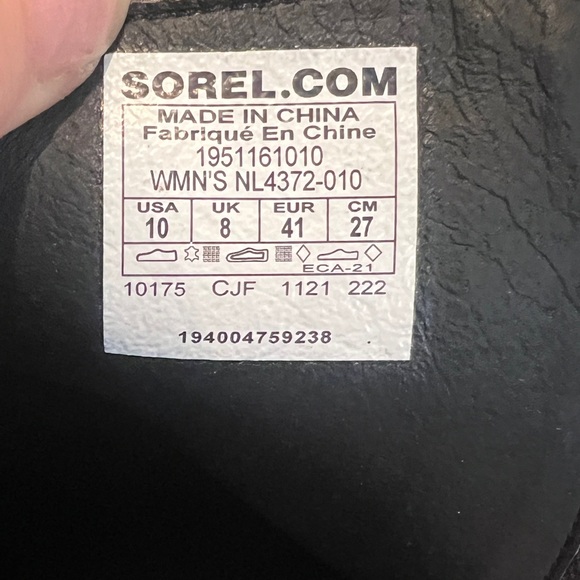 SOREL.COM
MADE IN CHINA
Fabriqué En Chine
1951161010
WMN'S NL4372-010
USA UK EUR CM
10 8 41 27
ECA-21
10175 CJF 1121 222
194004759238